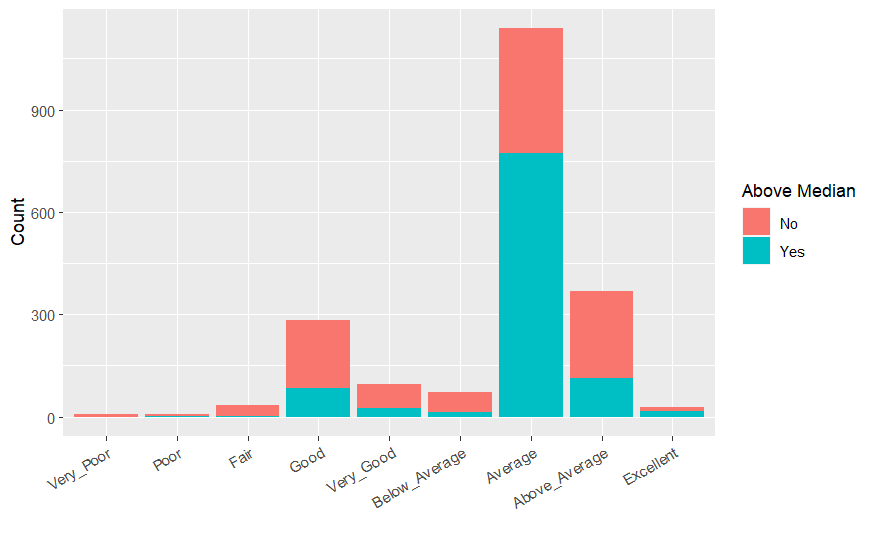 Count
900
600
300
0
Very_Poor
Poor
Fair
Good
Very_Good
Below_Average
Average
Above_Average
Excellent
Above Median
No
Yes